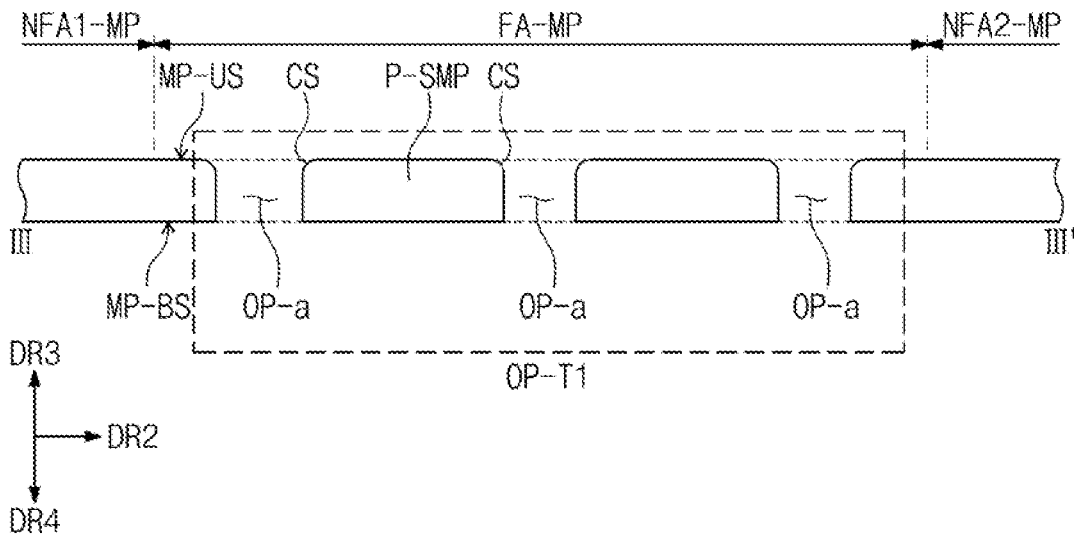 NFA1-MP FA-MP NFA2-MP
MP-US CS P-SMP CS
III III'
MP-BS OP-a OP-a OP-a
OP-T1
DR3
DR2
DR4